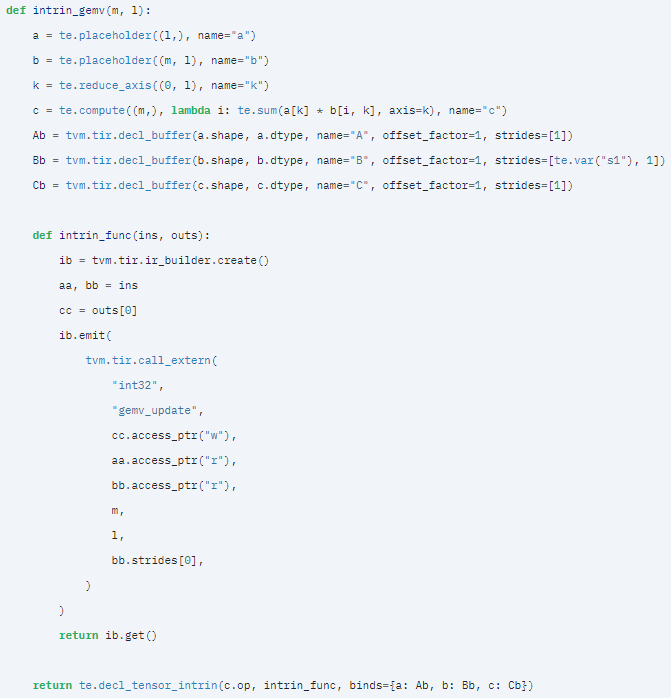 def intrin_gemv(m, l):
    a = te.placeholder((l,), name="a")
    b = te.placeholder((m, l), name="b")
    k = te.reduce_axis((0, l), name="k")
    c = te.compute((m,), lambda i: te.sum(a[k] * b[i, k], axis=k), name="c")
    Ab = tvm.tir.decl_buffer(a.shape, a.dtype, name="A", offset_factor=1, strides=[1])
    Bb = tvm.tir.decl_buffer(b.shape, b.dtype, name="B", offset_factor=1, strides=[te.var("s1"), 1])
    Cb = tvm.tir.decl_buffer(c.shape, c.dtype, name="C", offset_factor=1, strides=[1])
    def intrin_func(ins, outs):
        ib = tvm.tir.ir_builder.create()
        aa, bb = ins
        cc = outs[0]
        ib.emit(
            tvm.tir.call_extern(
                "int32",
                "gemv_update",
                cc.access_ptr("w"),
                aa.access_ptr("r"),
                bb.access_ptr("r"),
                m,
                l,
                bb.strides[0],
            )
        )
        return ib.get()
    return te.decl_tensor_intrin(c.op, intrin_func, binds={a: Ab, b: Bb, c: Cb})